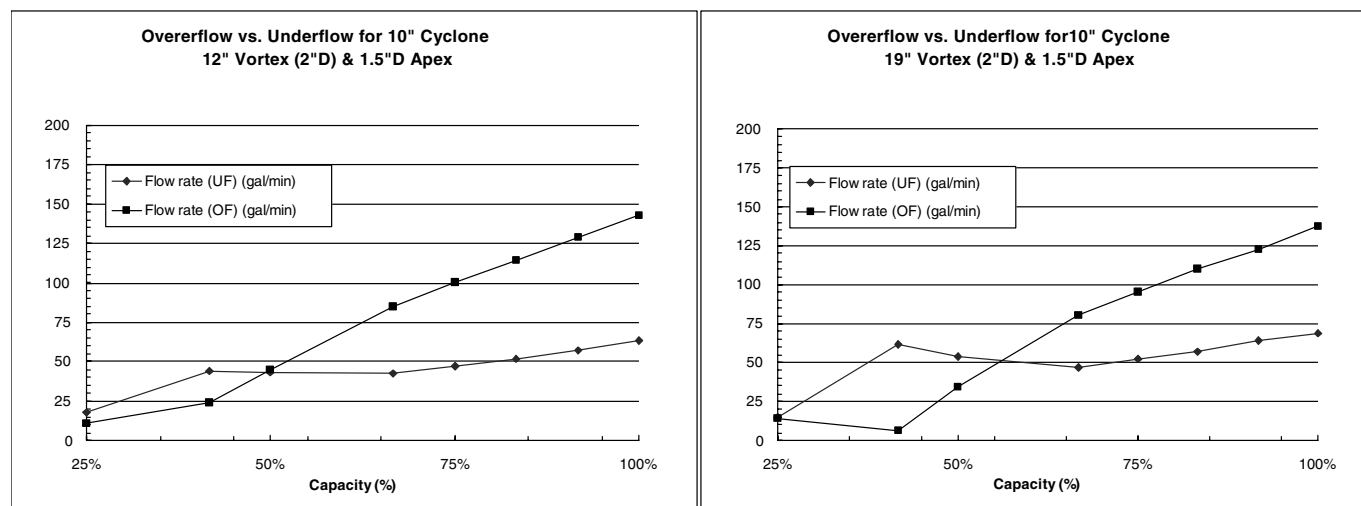 Overerflow vs. Underflow for 10" Cyclone
12" Vortex (2"D) & 1.5"D Apex
200
175
150
125
100
75
50
25
0
Flow rate (UF) (gal/min)
Flow rate (OF) (gal/min)
25%
50%
75%
100%
Capacity (%)
Overerflow vs. Underflow for10" Cyclone
19" Vortex (2"D) & 1.5"D Apex
200
175
150
125
100
75
50
25
0
Flow rate (UF) (gal/min)
Flow rate (OF) (gal/min)
25%
50%
75%
100%
Capacity (%)